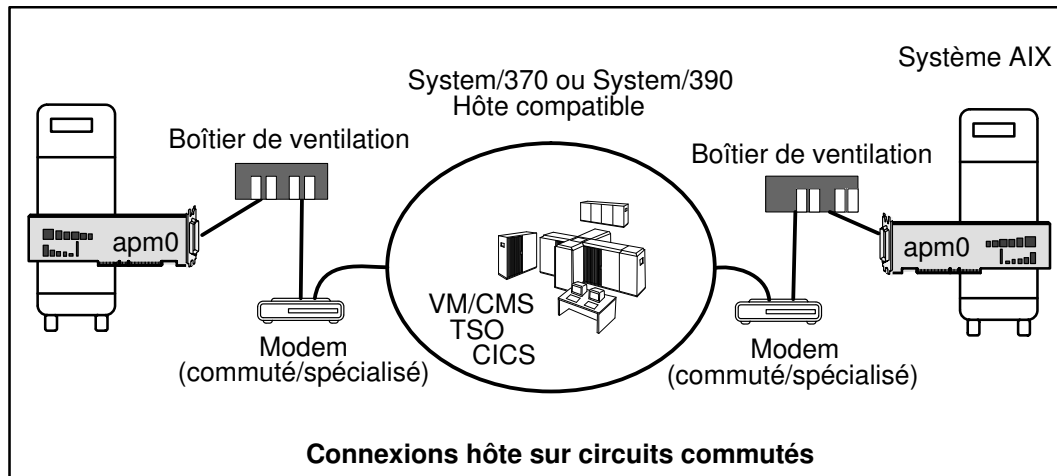 Système AIX
System/370 ou System/390
Hôte compatible
Boîtier de ventilation
Boîtier de ventilation
apm0
apm0
VM/CMS
TSO
CICS
Modem
(commuté/spécialisé)
Modem
(commuté/spécialisé)
Connexions hôte sur circuits commutés